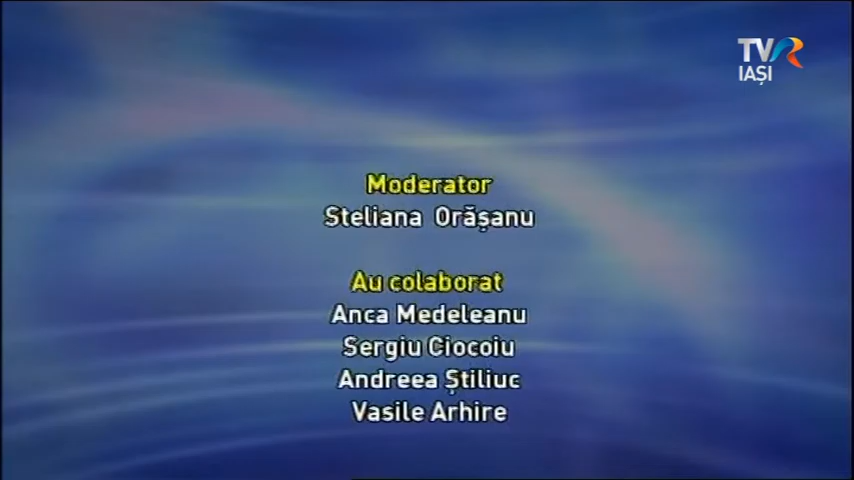 TVR
IAȘI
Moderator
Steliana Orășanu
Au colaborat
Anca Medeleanu
Sergiu Ciocoiu
Andreea Știliuc
Vasile Arhire